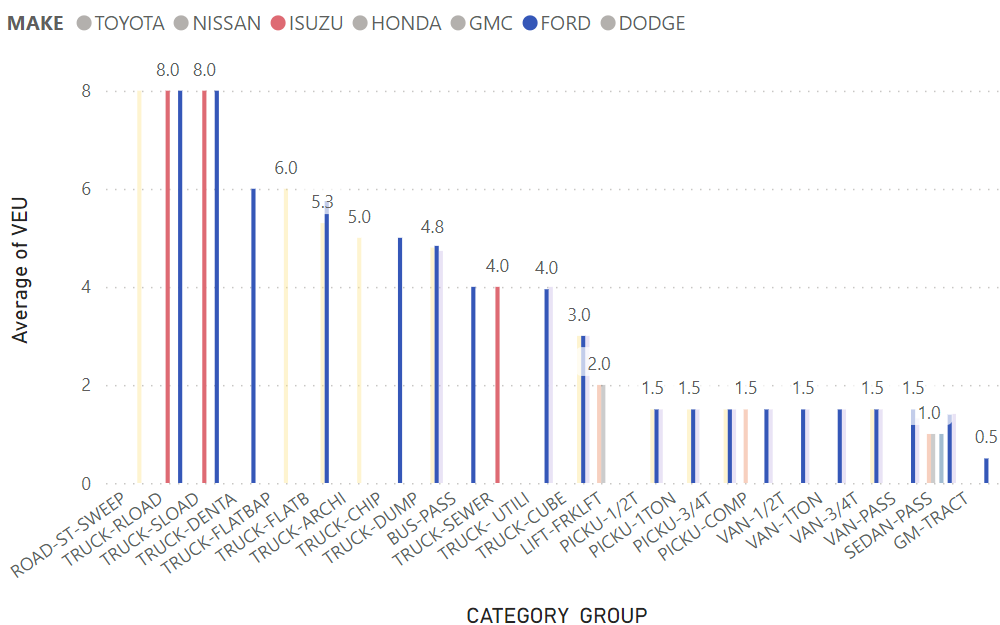 MAKE TOYOTA NISSAN ISUZU HONDA GMC FORD DODGE
8.0 8.0
8
6.0
6
5.3
5.0
4.8
4.0 4.0
4
3.0
2.0
2
1.5 1.5 1.5 1.5 1.5 1.5
1.0
0.5
0
Average of VEU
ROAD-ST-SWEEP
TRUCK-RLOAD
TRUCK-SLOAD
TRUCK-DENTA
TRUCK-FLATBAP
TRUCK-FLATB
TRUCK-ARCHI
TRUCK-CHIP
TRUCK-DUMP
BUS-PASS
TRUCK-SEWER
TRUCK- UTILI
TRUCK-CUBE
LIFT-FRKLFT
PICKU-1/2T
PICKU-1TON
PICKU-3/4T
PICKU-COMP
VAN-1/2T
VAN-1TON
VAN-3/4T
VAN-PASS
SEDAN-PASS
GM-TRACT
CATEGORY GROUP